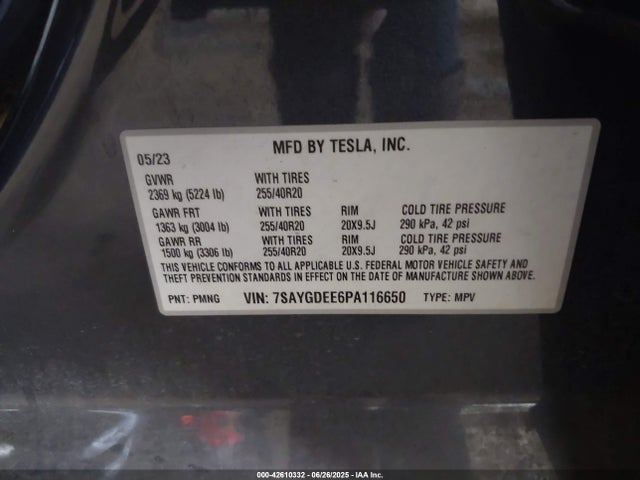 MFD BY TESLA, INC.
05/23
GVWR WITH TIRES
2369 kg (5224 lb) 255/40R20
GAWR FRT WITH TIRES RIM COLD TIRE PRESSURE
1363 kg (3004 lb) 255/40R20 20X9.5J 290 kPa, 42 psi
GAWR RR WITH TIRES RIM COLD TIRE PRESSURE
1500 kg (3306 lb) 255/40R20 20X9.5J 290 kPa, 42 psi
THIS VEHICLE CONFORMS TO ALL APPLICABLE U.S. FEDERAL MOTOR VEHICLE SAFETY AND
THEFT PREVENTION STANDARDS IN EFFECT ON THE DATE OF MANUFACTURE SHOWN ABOVE.
PNT: PMNG VIN: 7SAYGDEE6PA116650 TYPE: MPV
000-42610332 - 06/26/2025 - IAA Inc.